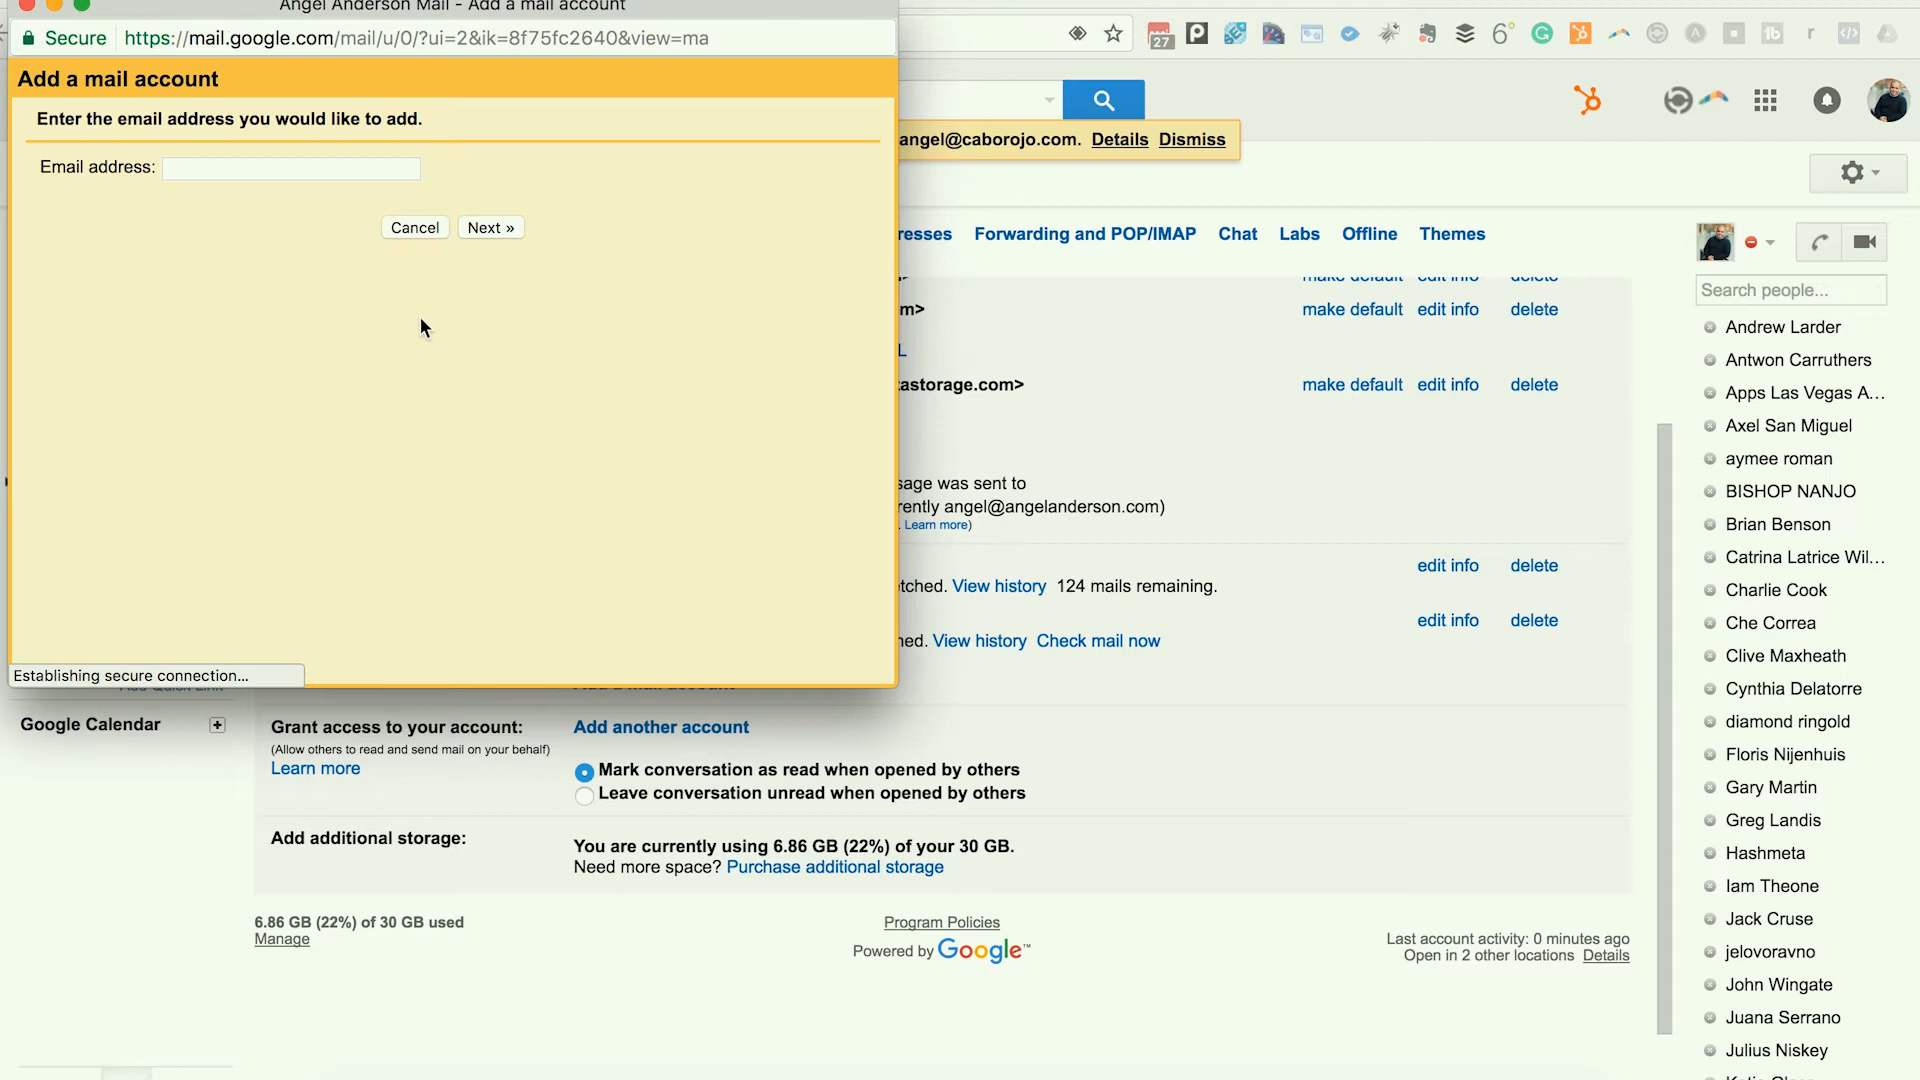 Angel Anderson Mail - Add a mail account
Secure https://mail.google.com/mail/u/0/?ui=2&ik=8f75fc2640&view=ma
27
6°
Add a mail account
Enter the email address you would like to add.
Email address:
Cancel Next »
angel@caborojo.com. Details Dismiss
resses Forwarding and POP/IMAP Chat Labs Offline Themes
make default edit info delete
m> make default edit info delete
L
tastorage.com> make default edit info delete
sage was sent to
rently angel@angelanderson.com)
. Learn more)
edit info delete
etched. View history 124 mails remaining.
edit info delete
ned. View history Check mail now
Establishing secure connection...
Google Calendar
Grant access to your account: Add another account
(Allow others to read and send mail on your behalf)
Learn more
Mark conversation as read when opened by others
Leave conversation unread when opened by others
Add additional storage:
You are currently using 6.86 GB (22%) of your 30 GB.
Need more space? Purchase additional storage
6.86 GB (22%) of 30 GB used
Manage
Program Policies
Powered by Google™
Last account activity: 0 minutes ago
Open in 2 other locations Details
Search people...
Andrew Larder
Antwon Carruthers
Apps Las Vegas A...
Axel San Miguel
aymee roman
BISHOP NANJO
Brian Benson
Catrina Latrice Wil...
Charlie Cook
Che Correa
Clive Maxheath
Cynthia Delatorre
diamond ringold
Floris Nijenhuis
Gary Martin
Greg Landis
Hashmeta
Iam Theone
Jack Cruse
jelovoravno
John Wingate
Juana Serrano
Julius Niskey